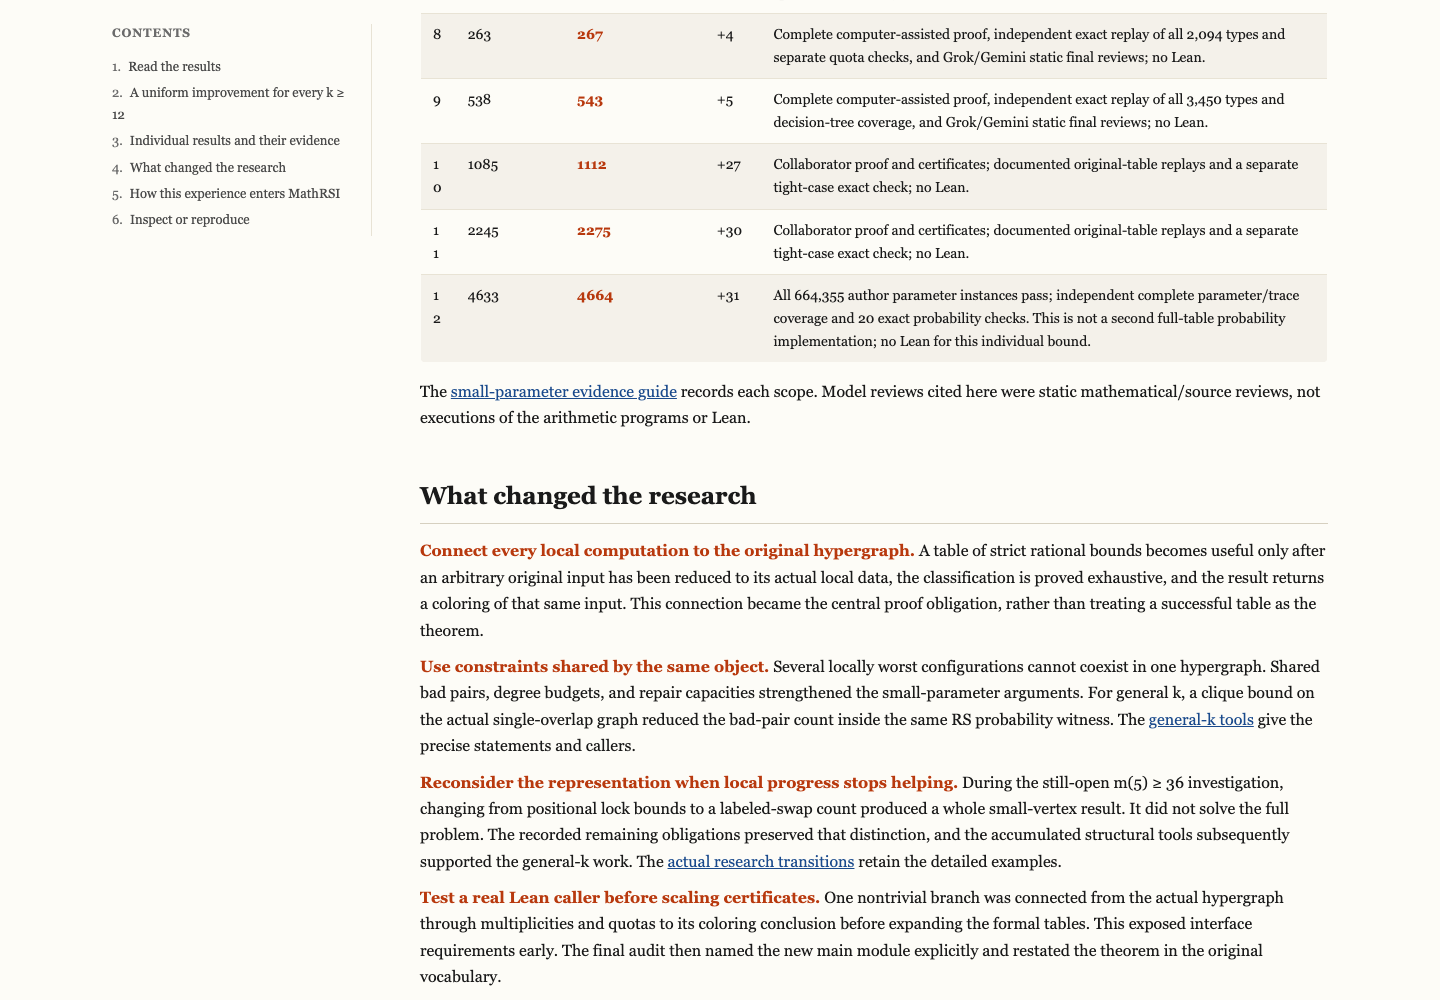 CONTENTS
1. Read the results
2. A uniform improvement for every k ≥
12
3. Individual results and their evidence
4. What changed the research
5. How this experience enters MathRSI
6. Inspect or reproduce
8 263 267 +4 Complete computer-assisted proof, independent exact replay of all 2,094 types and
separate quota checks, and Grok/Gemini static final reviews; no Lean.
9 538 543 +5 Complete computer-assisted proof, independent exact replay of all 3,450 types and
decision-tree coverage, and Grok/Gemini static final reviews; no Lean.
1 1085 1112 +27 Collaborator proof and certificates; documented original-table replays and a separate
0 tight-case exact check; no Lean.
1 2245 2275 +30 Collaborator proof and certificates; documented original-table replays and a separate
1 tight-case exact check; no Lean.
1 4633 4664 +31 All 664,355 author parameter instances pass; independent complete parameter/trace
2 coverage and 20 exact probability checks. This is not a second full-table probability
implementation; no Lean for this individual bound.
The small-parameter evidence guide records each scope. Model reviews cited here were static mathematical/source reviews, not
executions of the arithmetic programs or Lean.
What changed the research
Connect every local computation to the original hypergraph. A table of strict rational bounds becomes useful only after
an arbitrary original input has been reduced to its actual local data, the classification is proved exhaustive, and the result returns
a coloring of that same input. This connection became the central proof obligation, rather than treating a successful table as the
theorem.
Use constraints shared by the same object. Several locally worst configurations cannot coexist in one hypergraph. Shared
bad pairs, degree budgets, and repair capacities strengthened the small-parameter arguments. For general k, a clique bound on
the actual single-overlap graph reduced the bad-pair count inside the same RS probability witness. The general-k tools give the
precise statements and callers.
Reconsider the representation when local progress stops helping. During the still-open m(5) ≥ 36 investigation,
changing from positional lock bounds to a labeled-swap count produced a whole small-vertex result. It did not solve the full
problem. The recorded remaining obligations preserved that distinction, and the accumulated structural tools subsequently
supported the general-k work. The actual research transitions retain the detailed examples.
Test a real Lean caller before scaling certificates. One nontrivial branch was connected from the actual hypergraph
through multiplicities and quotas to its coloring conclusion before expanding the formal tables. This exposed interface
requirements early. The final audit then named the new main module explicitly and restated the theorem in the original
vocabulary.